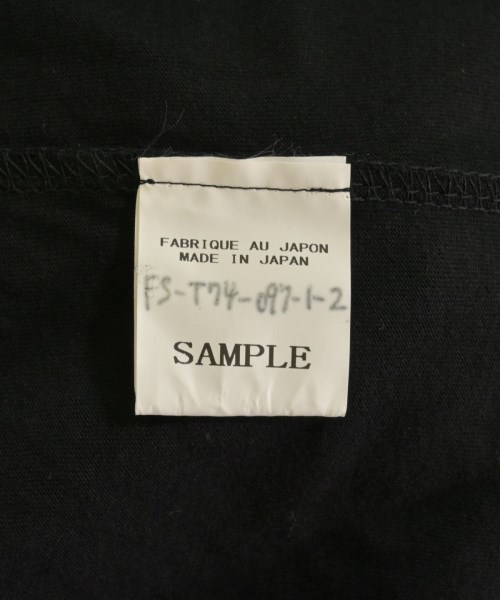 FABRIQUE AU JAPON
MADE IN JAPAN
FS-T74-097-1-2
SAMPLE